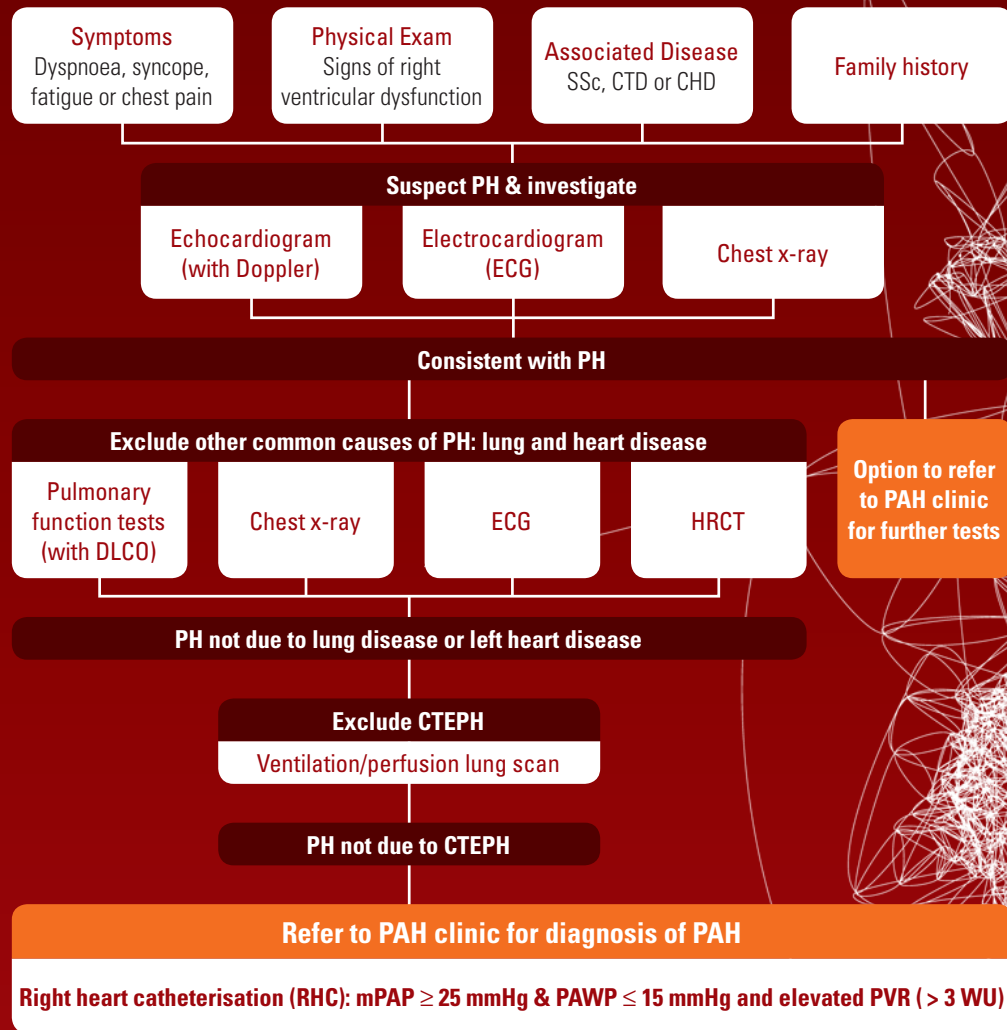 Symptoms
Dyspnoea, syncope,
fatigue or chest pain
Physical Exam
Signs of right
ventricular dysfunction
Associated Disease
SSc, CTD or CHD
Family history
Suspect PH & investigate
Echocardiogram
(with Doppler)
Electrocardiogram
(ECG)
Chest x-ray
Consistent with PH
Exclude other common causes of PH: lung and heart disease
Pulmonary
function tests
(with DLCO)
Chest x-ray
ECG
HRCT
Option to refer
to PAH clinic
for further tests
PH not due to lung disease or left heart disease
Exclude CTEPH
Ventilation/perfusion lung scan
PH not due to CTEPH
Refer to PAH clinic for diagnosis of PAH
Right heart catheterisation (RHC): mPAP ≥ 25 mmHg & PAWP ≤ 15 mmHg and elevated PVR ( > 3 WU)